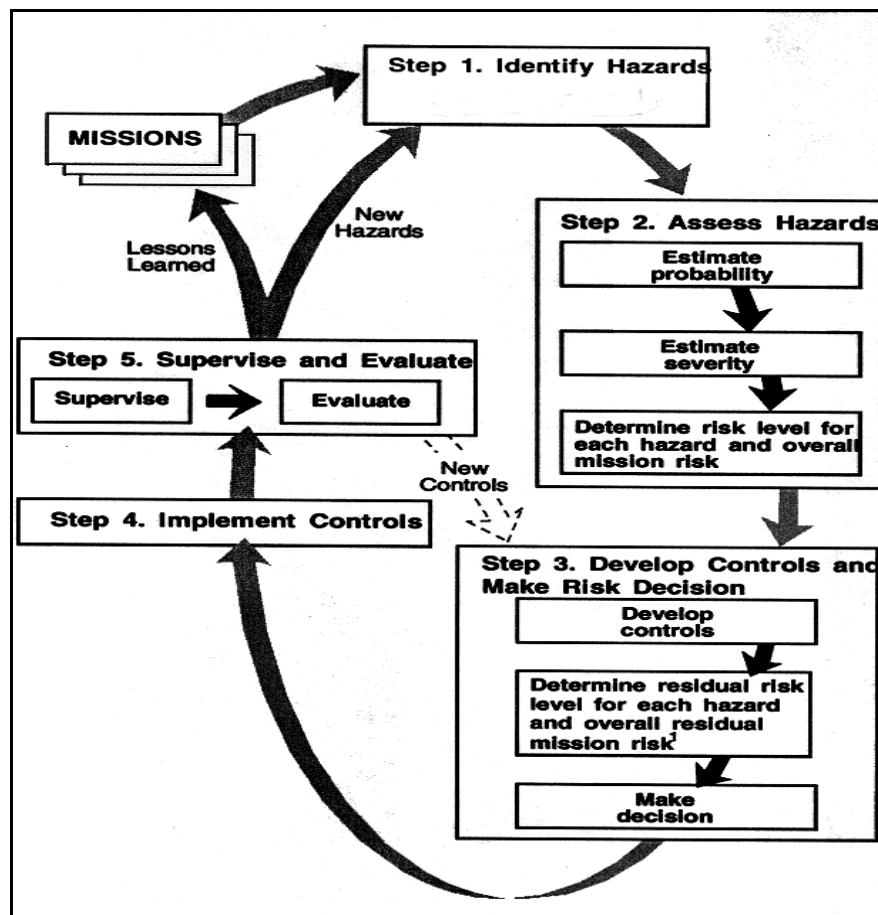 Step 1. Identify Hazards
MISSIONS
New
Hazards
Lessons
Learned
Step 2. Assess Hazards
Estimate
probability
Estimate
severity
Determine risk level for
each hazard and overall
mission risk
Step 5. Supervise and Evaluate
Supervise
Evaluate
New
Controls
Step 4. Implement Controls
Step 3. Develop Controls and
Make Risk Decision
Develop
controls
Determine residual risk
level for each hazard
and overall residual
mission risk¹
Make
decision